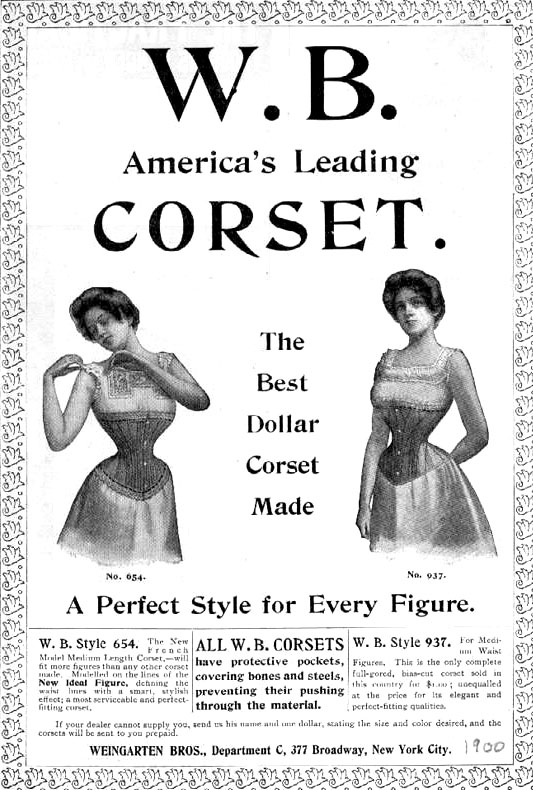 W. B.
America's Leading
CORSET.
The
Best
Dollar
Corset
Made
No. 654.
No. 937.
A Perfect Style for Every Figure.
W. B. Style 654. The New
French
Model Medium Length Corset,—will
fit more figures than any other corset
made. Modelled on the lines of the
New Ideal Figure, defining the
waist lines with a smart, stylish
effect; a most serviceable and perfect-
fitting corset.
ALL W. B. CORSETS
have protective pockets,
covering bones and steels,
preventing their pushing
through the material.
W. B. Style 937. For Medi-
um Waist
Figures. This is the only complete
full-gored, bias-cut corset sold in
this country for $1.00; unequalled
at the price for its elegant and
perfect-fitting qualities.
If your dealer cannot supply you, send us his name and one dollar, stating the size and color desired, and the
corsets will be sent to you prepaid.
WEINGARTEN BROS., Department C, 377 Broadway, New York City.
1900